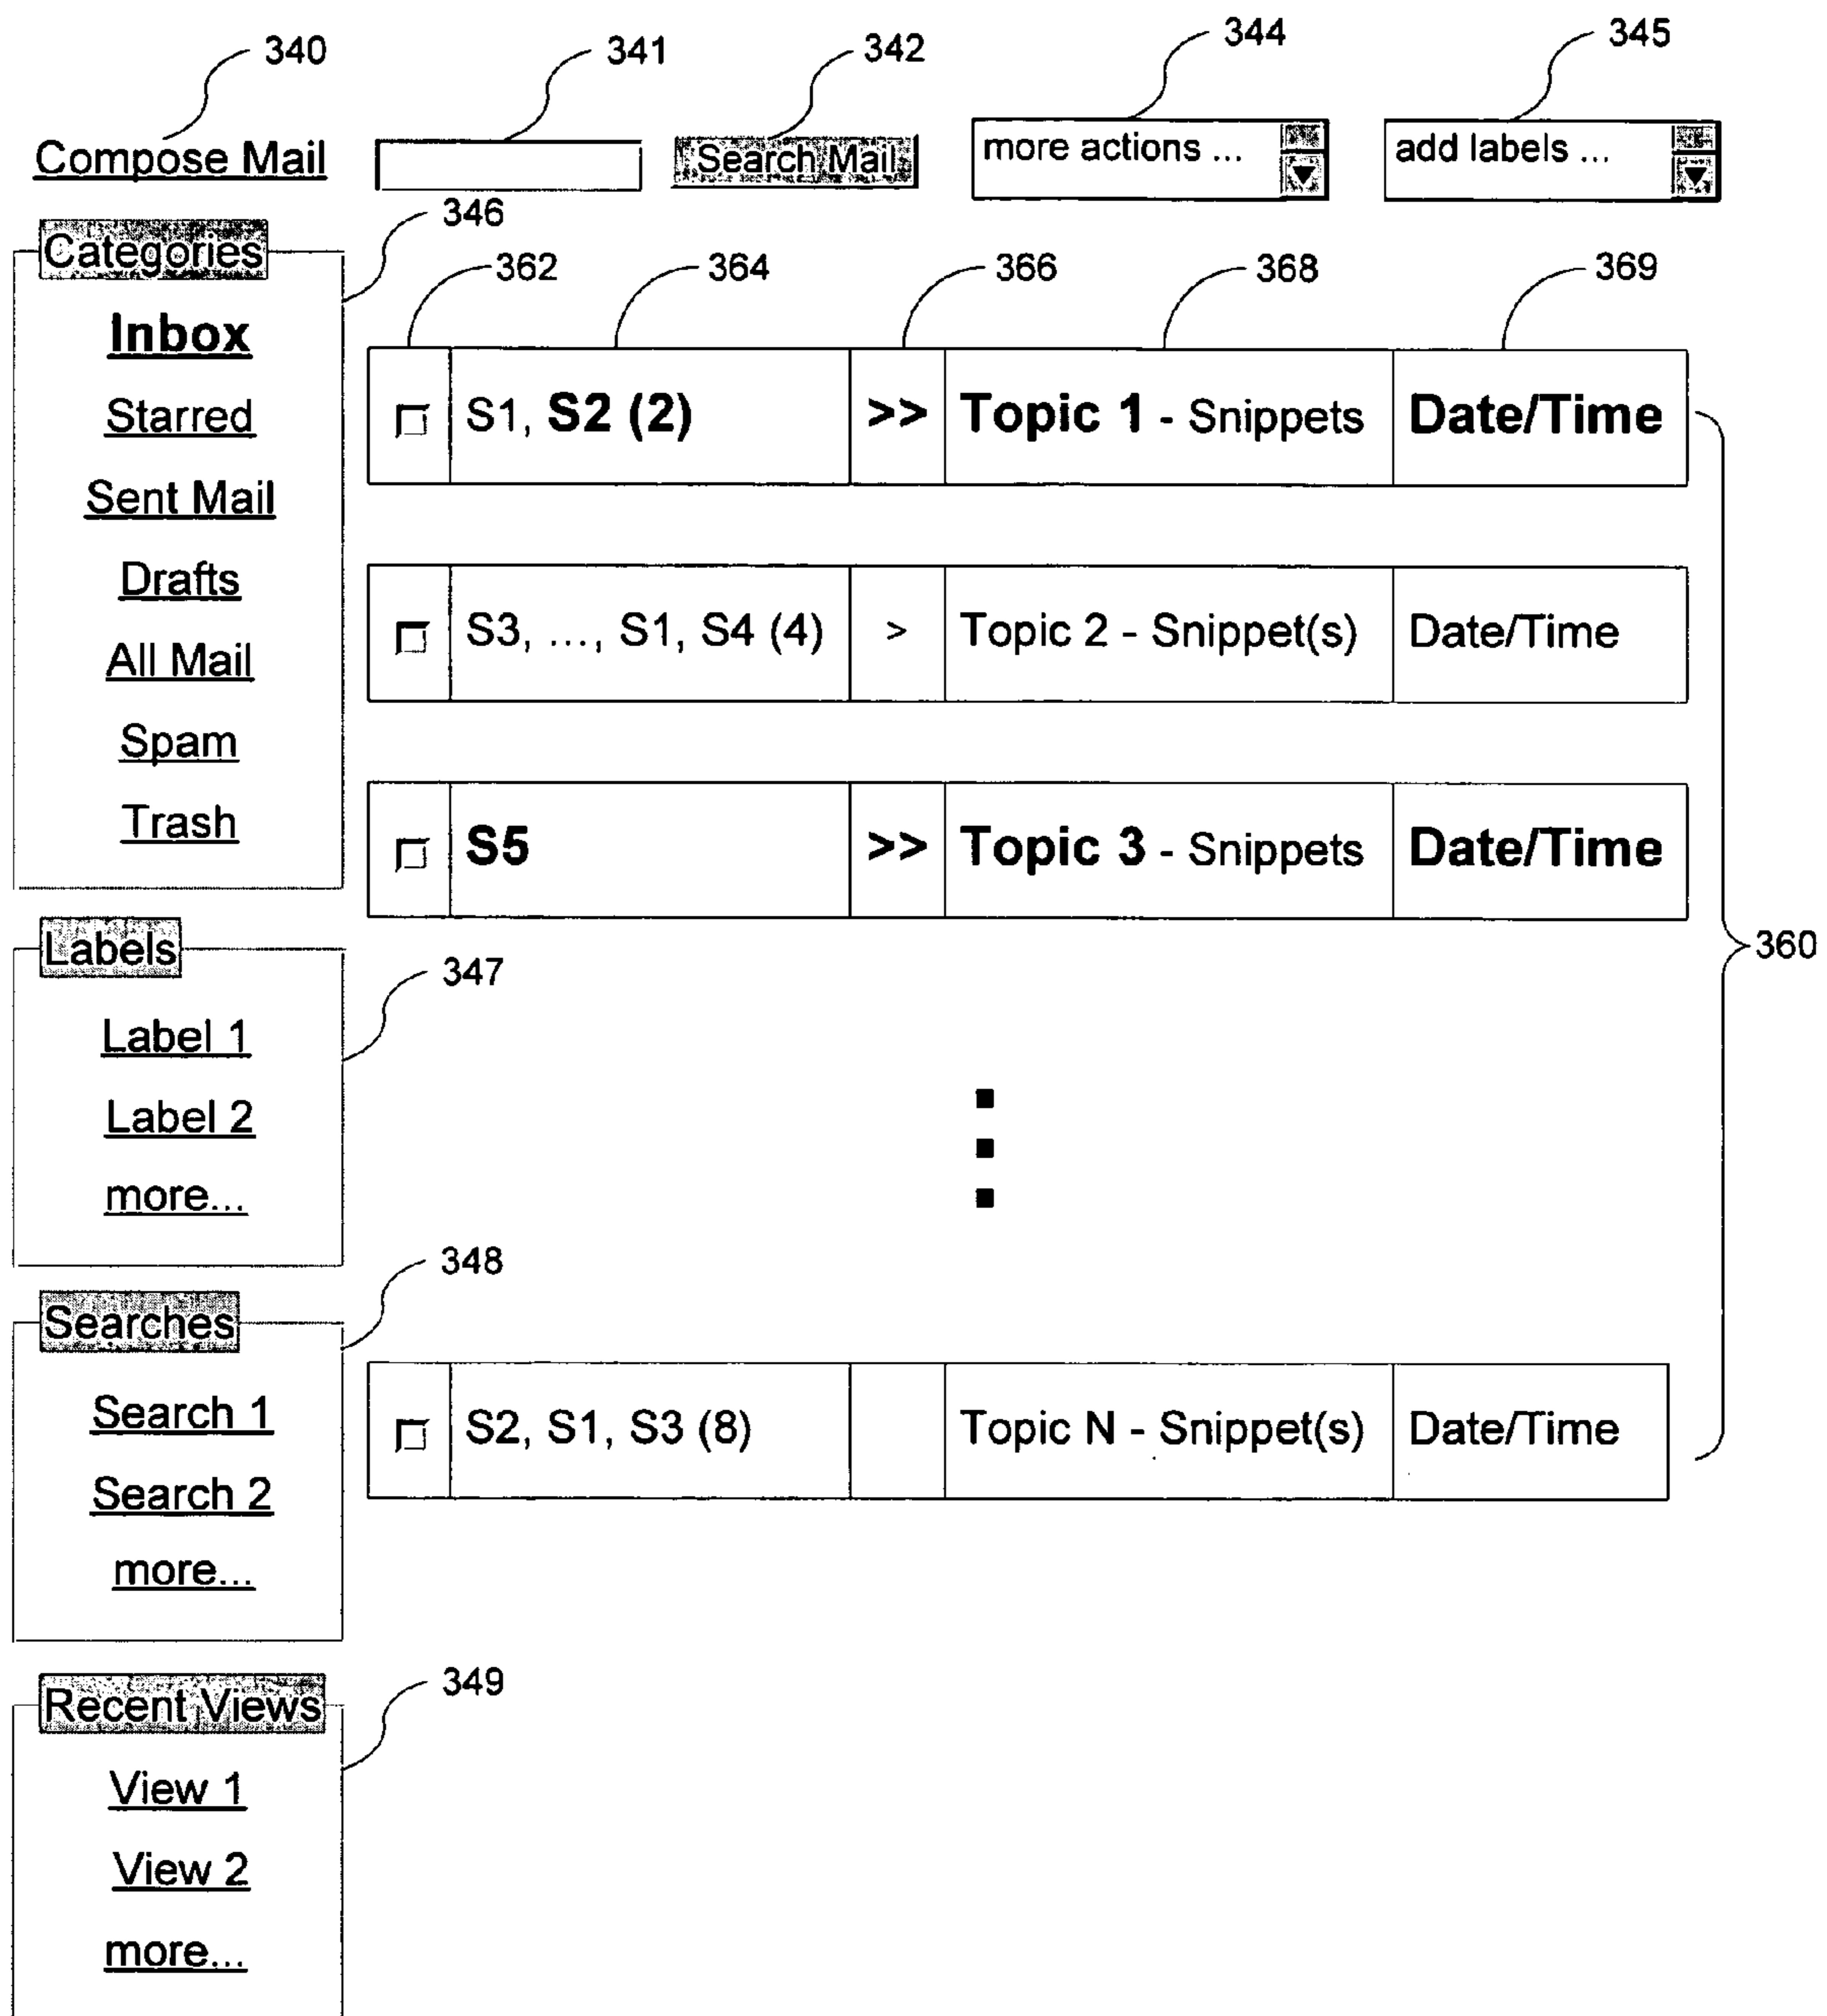 340 341 342 344 345
Compose Mail Search Mail more actions ... add labels ...
346
Categories
362 364 366 368 369
Inbox
Starred
Sent Mail
Drafts
All Mail
Spam
Trash
S1, S2 (2) >> Topic 1 - Snippets Date/Time
S3, ..., S1, S4 (4) > Topic 2 - Snippet(s) Date/Time
S5 >> Topic 3 - Snippets Date/Time
360
Labels
347
Label 1
Label 2
more...
348
Searches
Search 1
Search 2
more...
S2, S1, S3 (8) Topic N - Snippet(s) Date/Time
349
Recent Views
View 1
View 2
more...